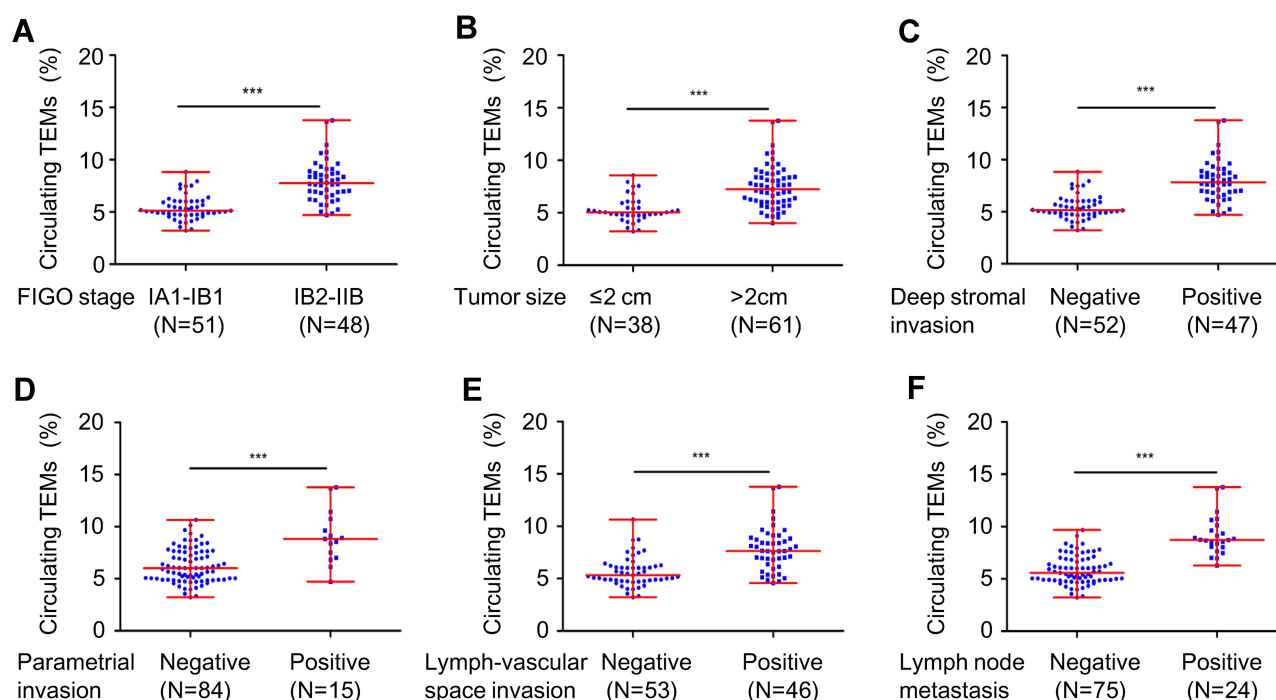 A
Circulating TEMs (%)
20
15
10
5
0
***
FIGO stage
IA1-IB1
(N=51)
IB2-IIB
(N=48)
B
Circulating TEMs (%)
20
15
10
5
0
***
Tumor size
≤2 cm
(N=38)
>2cm
(N=61)
C
Circulating TEMs (%)
20
15
10
5
0
***
Deep stromal
invasion
Negative
(N=52)
Positive
(N=47)
D
Circulating TEMs (%)
20
15
10
5
0
***
Parametrial
invasion
Negative
(N=84)
Positive
(N=15)
E
Circulating TEMs (%)
20
15
10
5
0
***
Lymph-vascular
space invasion
Negative
(N=53)
Positive
(N=46)
F
Circulating TEMs (%)
20
15
10
5
0
***
Lymph node
metastasis
Negative
(N=75)
Positive
(N=24)